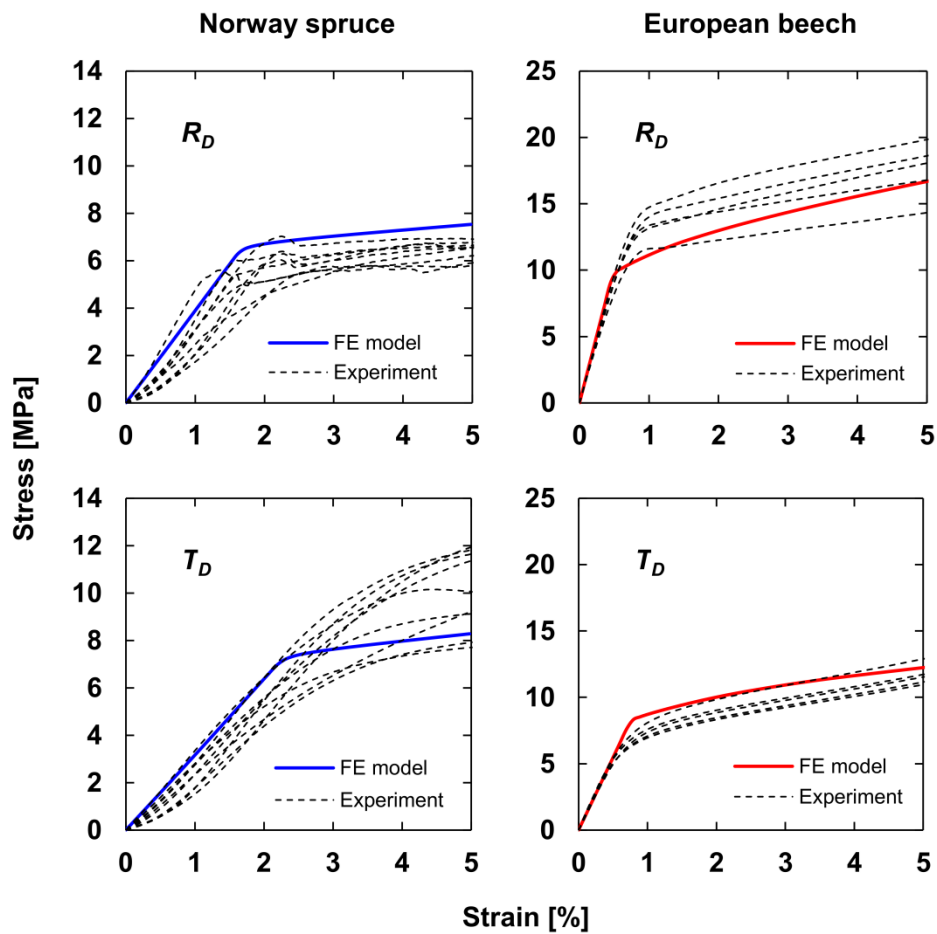 Norway spruce
European beech
Stress [MPa]
14
12
10
8
6
4
2
0
R_D
FE model
Experiment
0 1 2 3 4 5
25
20
15
10
5
0
R_D
FE model
Experiment
0 1 2 3 4 5
14
12
10
8
6
4
2
0
T_D
FE model
Experiment
0 1 2 3 4 5
25
20
15
10
5
0
T_D
FE model
Experiment
0 1 2 3 4 5
Strain [%]